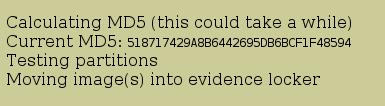 Calculating MD5 (this could take a while)
Current MD5: 518717429A8B6442695DB6BCF1F48594
Testing partitions
Moving image(s) into evidence locker